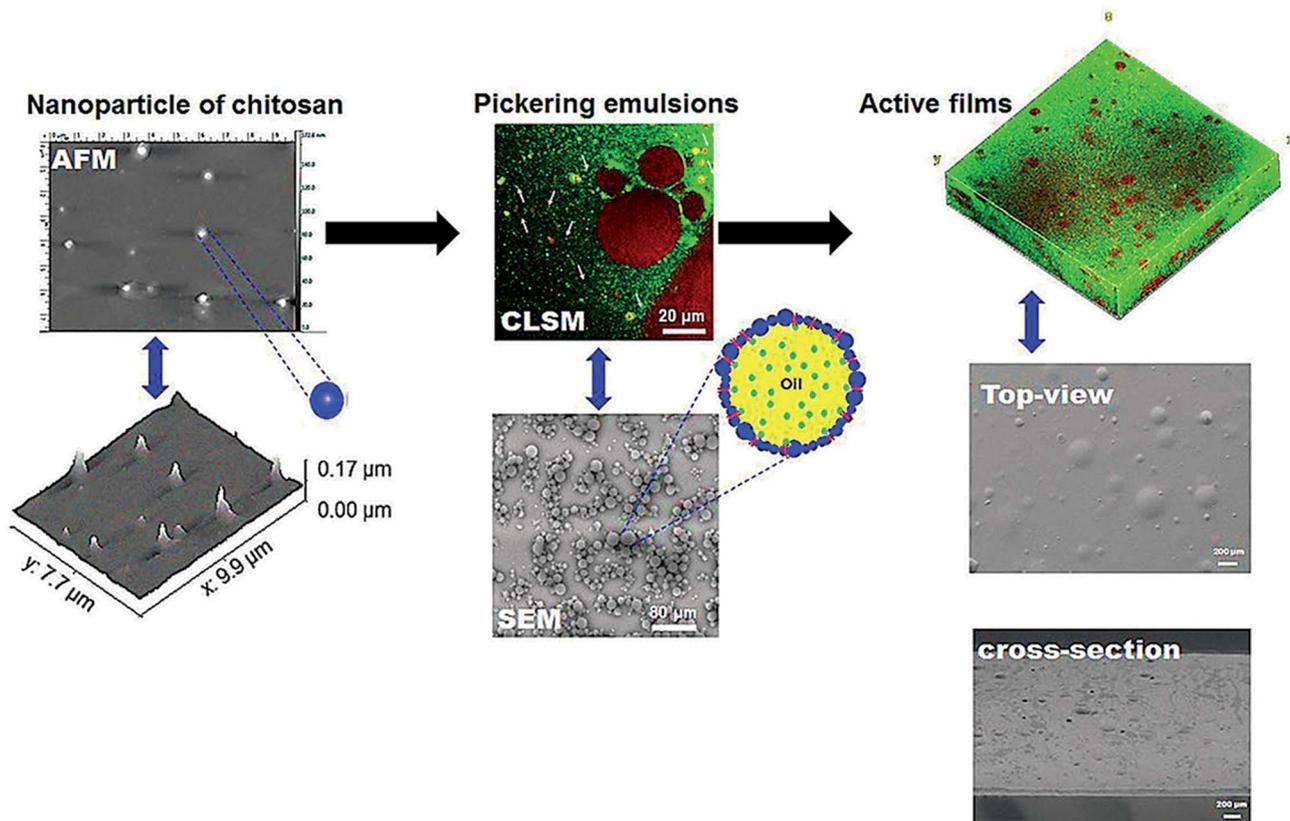 Nanoparticle of chitosan
AFM
0.17 µm
0.00 µm
y: 7.7 µm
x: 9.9 µm
Pickering emulsions
CLSM
20 µm
Oil
SEM
80 µm
Active films
y
Top-view
200 µm
cross-section
200 µm